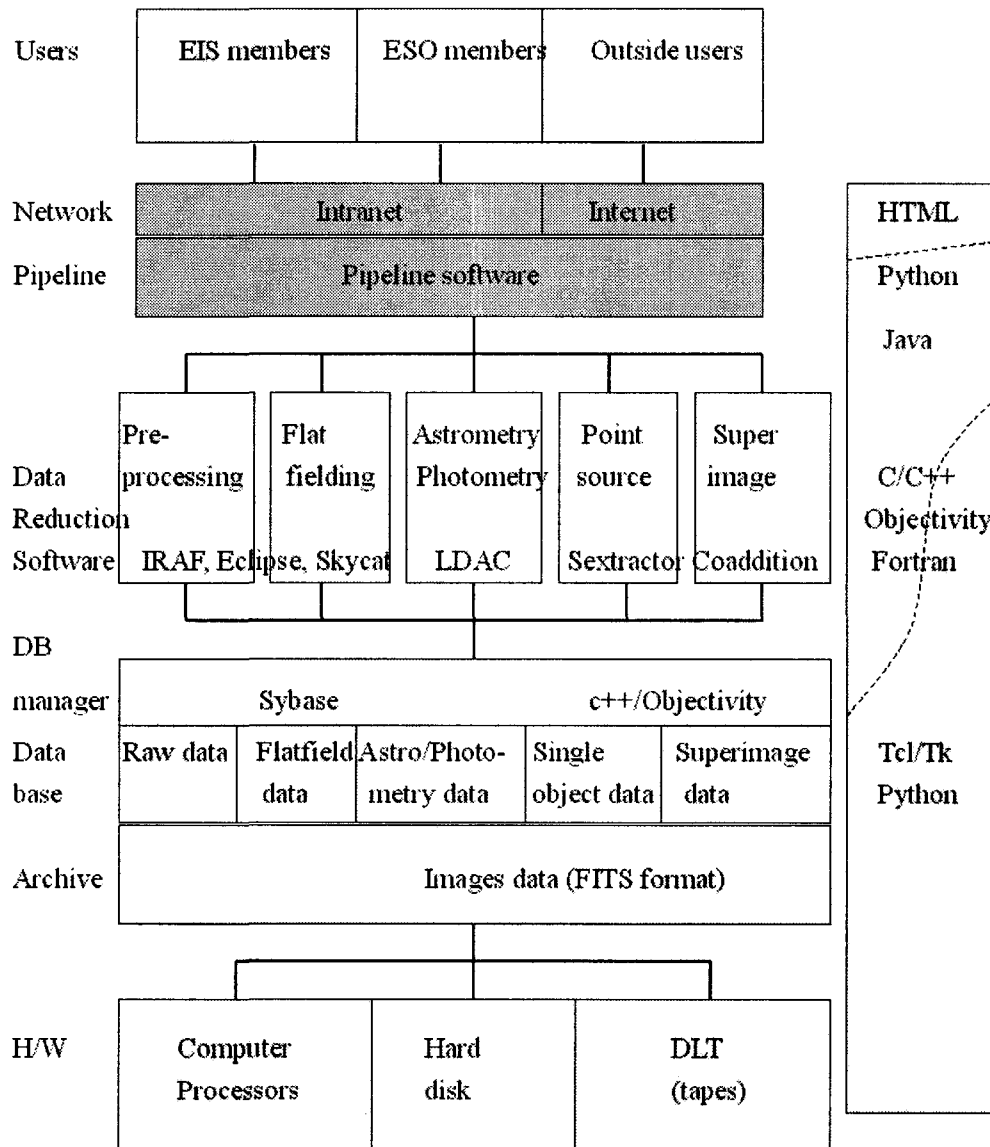 Users EIS members ESO members Outside users
Network Intranet Internet HTML
Pipeline Pipeline software Python
Java
Pre- Flat Astrometry Point Super
Data processing fielding Photometry source image C/C++
Reduction Objectivity
Software IRAF, Eclipse, Skycat LDAC Sextractor Coaddition Fortran
DB
manager Sybase c++/Objectivity
Data Raw data Flatfield Astro/Photo- Single Superimage Tcl/Tk
base data metry data object data data Python
Archive Images data (FITS format)
H/W Computer Hard DLT
Processors disk (tapes)